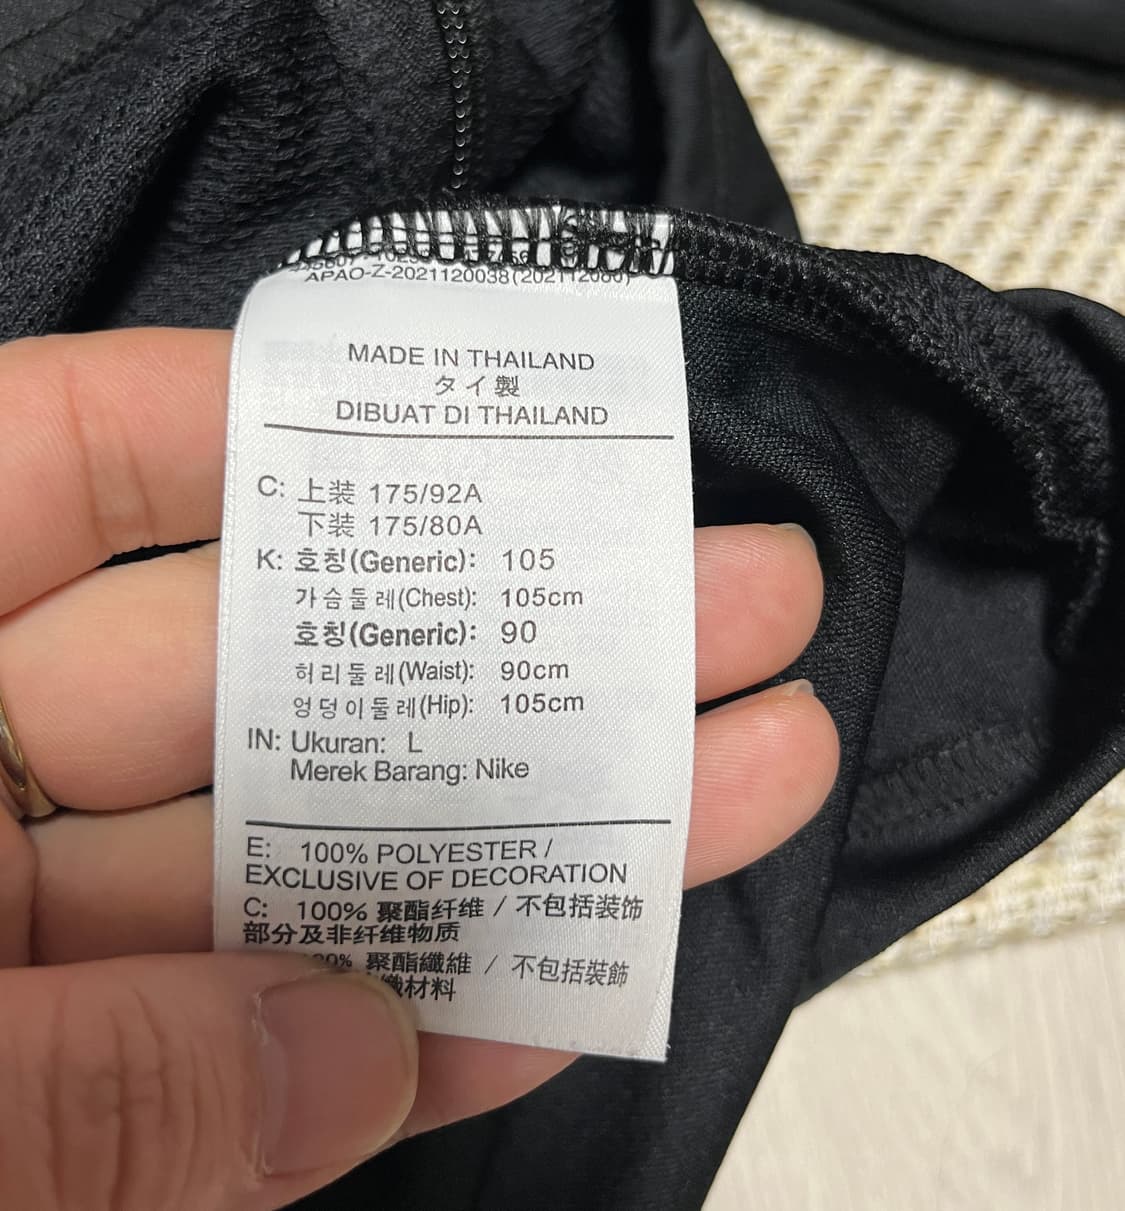 APAO-Z-2021120038(
MADE IN THAILAND
タイ製
DIBUAT DI THAILAND
C: 上装 175/92A
下装 175/80A
K: 호칭(Generic): 105
가슴둘레(Chest): 105cm
호칭(Generic): 90
허리둘레(Waist): 90cm
엉덩이둘레(Hip): 105cm
IN: Ukuran: L
Merek Barang: Nike
E: 100% POLYESTER /
EXCLUSIVE OF DECORATION
C: 100% 聚酯纤维 / 不包括装饰
部分及非纤维物质
聚酯纖維 / 不包括裝飾
材料